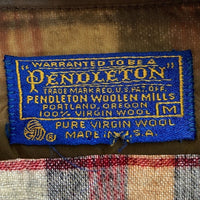 "WARRANTED TO BE A"
PENDLETON
TRADE MARK REG. U.S. PAT. OFF.
PENDLETON WOOLEN MILLS
PORTLAND, OREGON
100% VIRGIN WOOL M
PURE VIRGIN WOOL
MADE IN U.S.A.